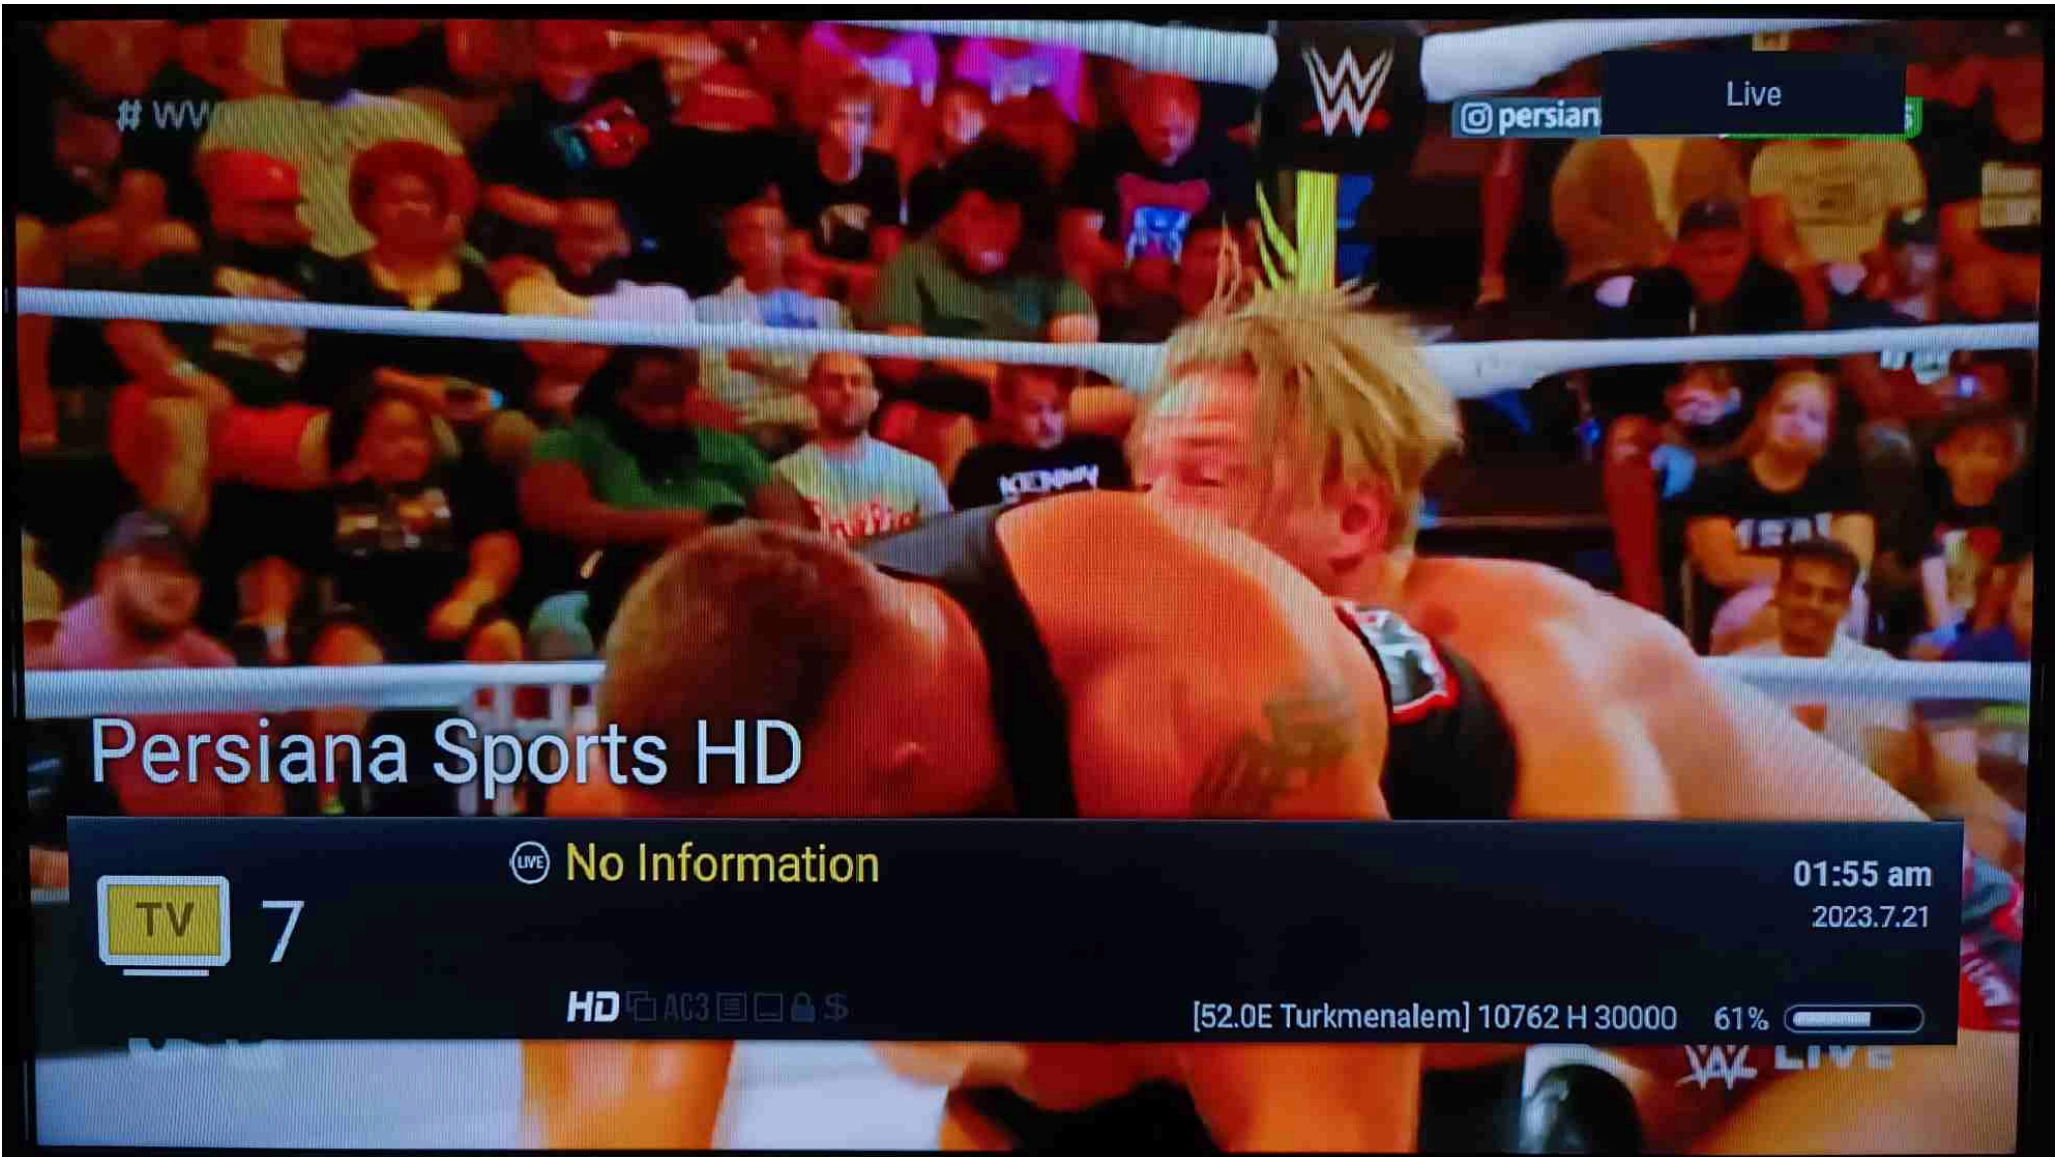 W
# WW
persian
Live
Persiana Sports HD
LIVE No Information
01:55 am
TV 7
2023.7.21
HD AC3 $
[52.0E Turkmenalem] 10762 H 30000 61%
W LIVE